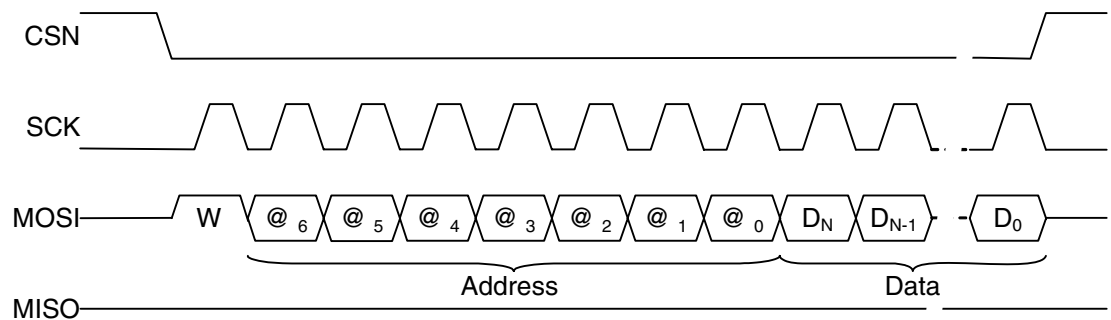 CSN
SCK
MOSI W @ 6 @ 5 @ 4 @ 3 @ 2 @ 1 @ 0 DN DN-1 D0
Address Data
MISO